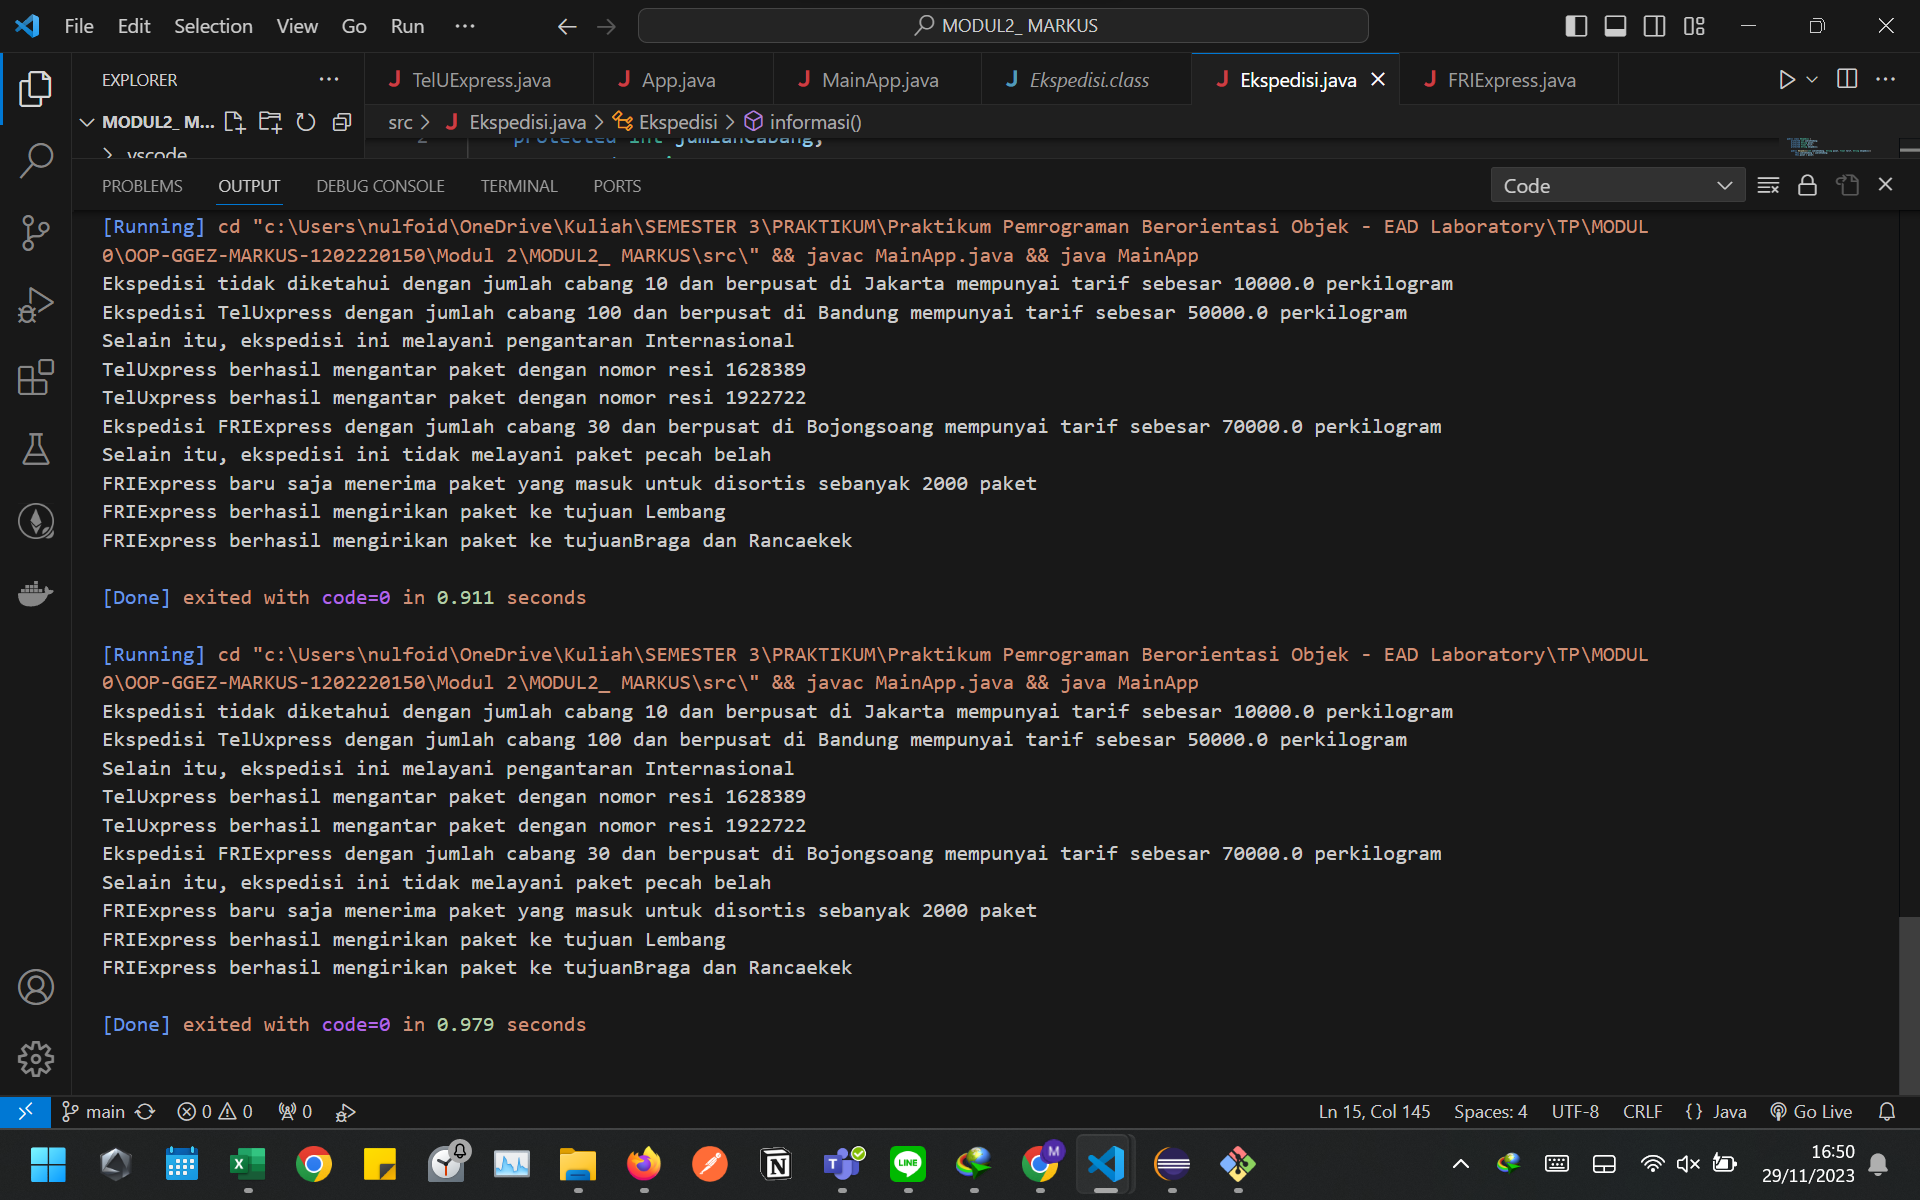 File Edit Selection View Go Run ··· MODUL2_ MARKUS
EXPLORER ··· TelUExpress.java App.java MainApp.java Ekspedisi.class Ekspedisi.java FRIExpress.java
MODUL2_ M... src > Ekspedisi.java > Ekspedisi > informasi()
.vscode 2 protected int jumlahCabang;
PROBLEMS OUTPUT DEBUG CONSOLE TERMINAL PORTS Code
[Running] cd "c:\Users\nulfoid\OneDrive\Kuliah\SEMESTER 3\PRAKTIKUM\Praktikum Pemrograman Berorientasi Objek - EAD Laboratory\TP\MODUL
0\OOP-GGEZ-MARKUS-1202220150\Modul 2\MODUL2_ MARKUS\src\" && javac MainApp.java && java MainApp
Ekspedisi tidak diketahui dengan jumlah cabang 10 dan berpusat di Jakarta mempunyai tarif sebesar 10000.0 perkilogram
Ekspedisi TelUxpress dengan jumlah cabang 100 dan berpusat di Bandung mempunyai tarif sebesar 50000.0 perkilogram
Selain itu, ekspedisi ini melayani pengantaran Internasional
TelUxpress berhasil mengantar paket dengan nomor resi 1628389
TelUxpress berhasil mengantar paket dengan nomor resi 1922722
Ekspedisi FRIExpress dengan jumlah cabang 30 dan berpusat di Bojongsoang mempunyai tarif sebesar 70000.0 perkilogram
Selain itu, ekspedisi ini tidak melayani paket pecah belah
FRIExpress baru saja menerima paket yang masuk untuk disortis sebanyak 2000 paket
FRIExpress berhasil mengirikan paket ke tujuan Lembang
FRIExpress berhasil mengirikan paket ke tujuanBraga dan Rancaekek
[Done] exited with code=0 in 0.911 seconds
[Running] cd "c:\Users\nulfoid\OneDrive\Kuliah\SEMESTER 3\PRAKTIKUM\Praktikum Pemrograman Berorientasi Objek - EAD Laboratory\TP\MODUL
0\OOP-GGEZ-MARKUS-1202220150\Modul 2\MODUL2_ MARKUS\src\" && javac MainApp.java && java MainApp
Ekspedisi tidak diketahui dengan jumlah cabang 10 dan berpusat di Jakarta mempunyai tarif sebesar 10000.0 perkilogram
Ekspedisi TelUxpress dengan jumlah cabang 100 dan berpusat di Bandung mempunyai tarif sebesar 50000.0 perkilogram
Selain itu, ekspedisi ini melayani pengantaran Internasional
TelUxpress berhasil mengantar paket dengan nomor resi 1628389
TelUxpress berhasil mengantar paket dengan nomor resi 1922722
Ekspedisi FRIExpress dengan jumlah cabang 30 dan berpusat di Bojongsoang mempunyai tarif sebesar 70000.0 perkilogram
Selain itu, ekspedisi ini tidak melayani paket pecah belah
FRIExpress baru saja menerima paket yang masuk untuk disortis sebanyak 2000 paket
FRIExpress berhasil mengirikan paket ke tujuan Lembang
FRIExpress berhasil mengirikan paket ke tujuanBraga dan Rancaekek
[Done] exited with code=0 in 0.979 seconds
main 0 0 0 Ln 15, Col 145 Spaces: 4 UTF-8 CRLF {} Java Go Live
LINE M 16:50
29/11/2023